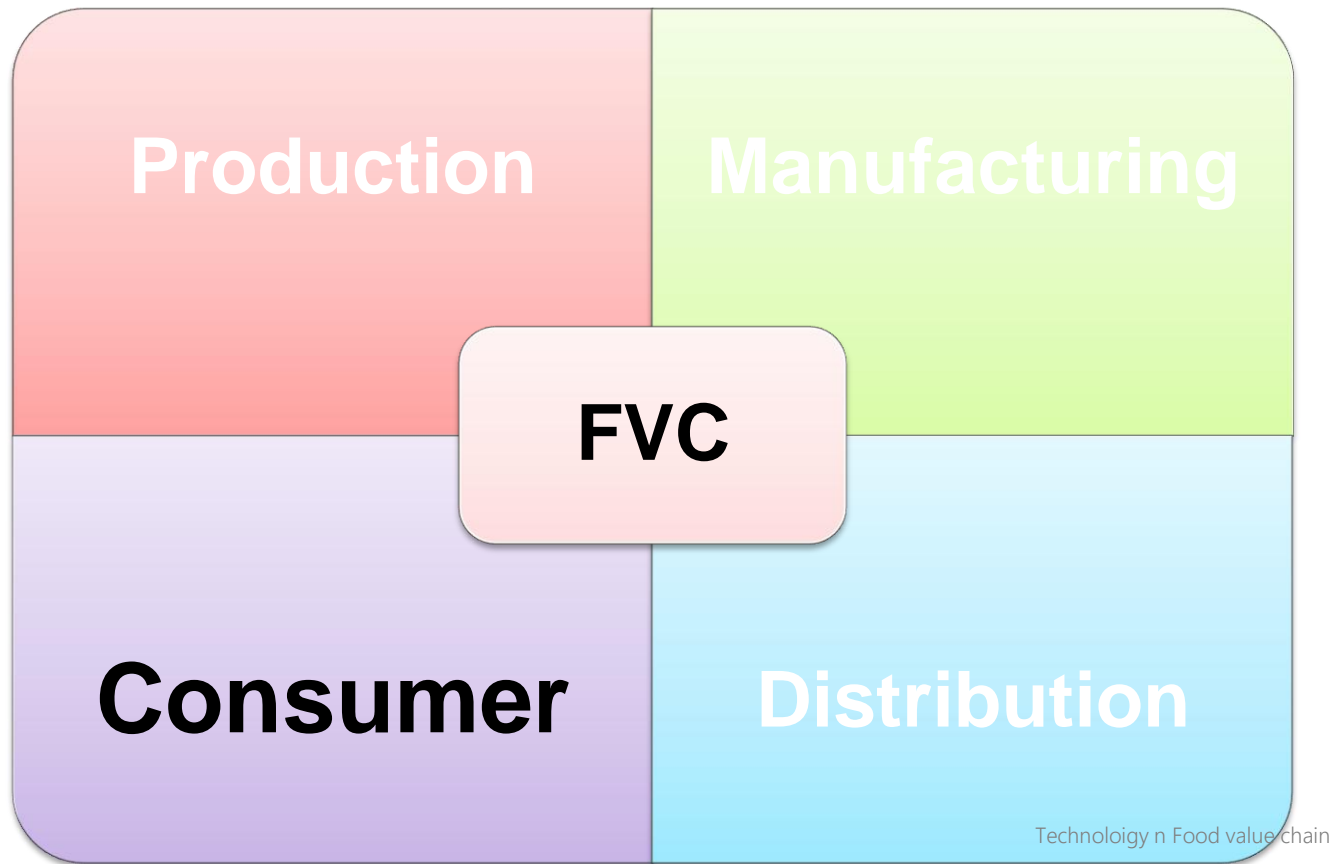 Production
Manufacturing
FVC
Consumer
Distribution
Technoloigy n Food value chain